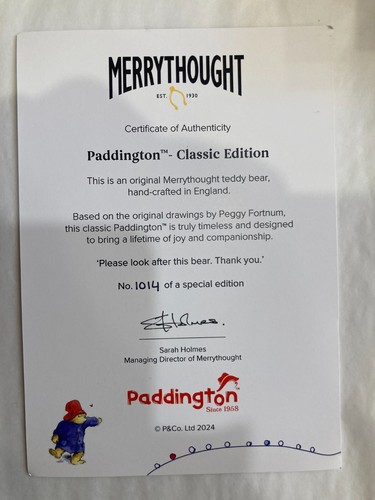 MERRYTHOUGHT
EST. 1930
Certificate of Authenticity
Paddington™- Classic Edition
This is an original Merrythought teddy bear,
hand-crafted in England.
Based on the original drawings by Peggy Fortnum,
this classic Paddington™ is truly timeless and designed
to bring a lifetime of joy and companionship.
‘Please look after this bear. Thank you.’
No. 1014 of a special edition
S Holmes.
Sarah Holmes
Managing Director of Merrythought
Paddington
Since 1958
© P&Co. Ltd 2024